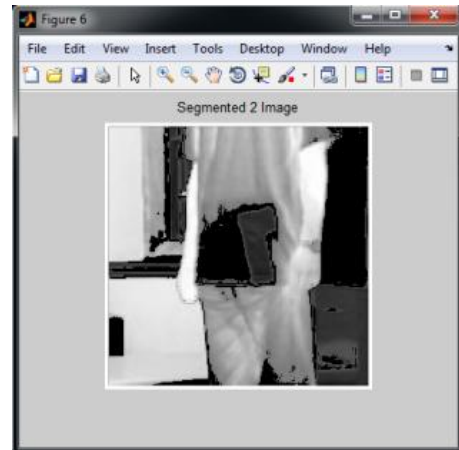 Figure 6
File Edit View Insert Tools Desktop Window Help
Segmented 2 Image